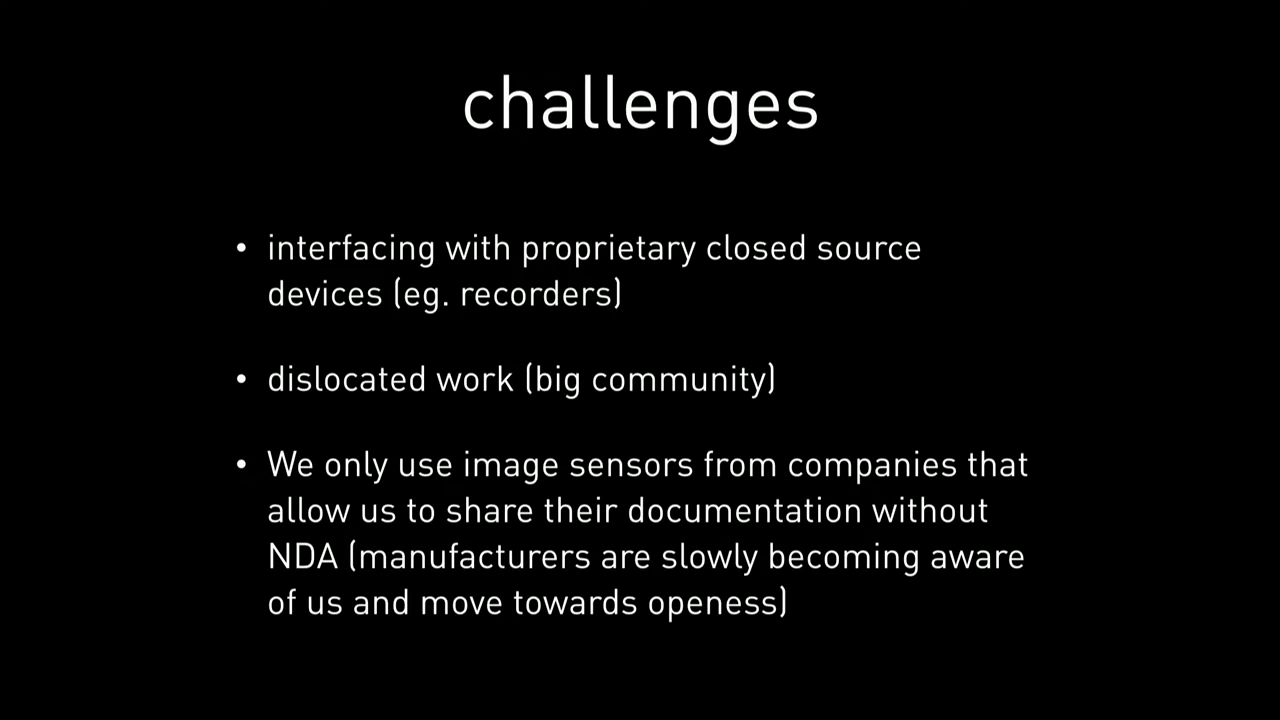 challenges
• interfacing with proprietary closed source
devices (eg. recorders)
• dislocated work (big community)
• We only use image sensors from companies that
allow us to share their documentation without
NDA (manufacturers are slowly becoming aware
of us and move towards openess)